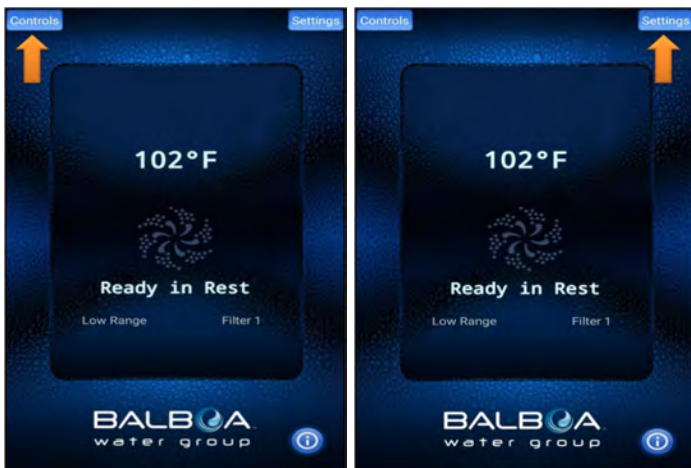 Controls Settings
102°F
Ready in Rest
Low Range Filter 1
BALBOA
water group
Controls Settings
102°F
Ready in Rest
Low Range Filter 1
BALBOA
water group